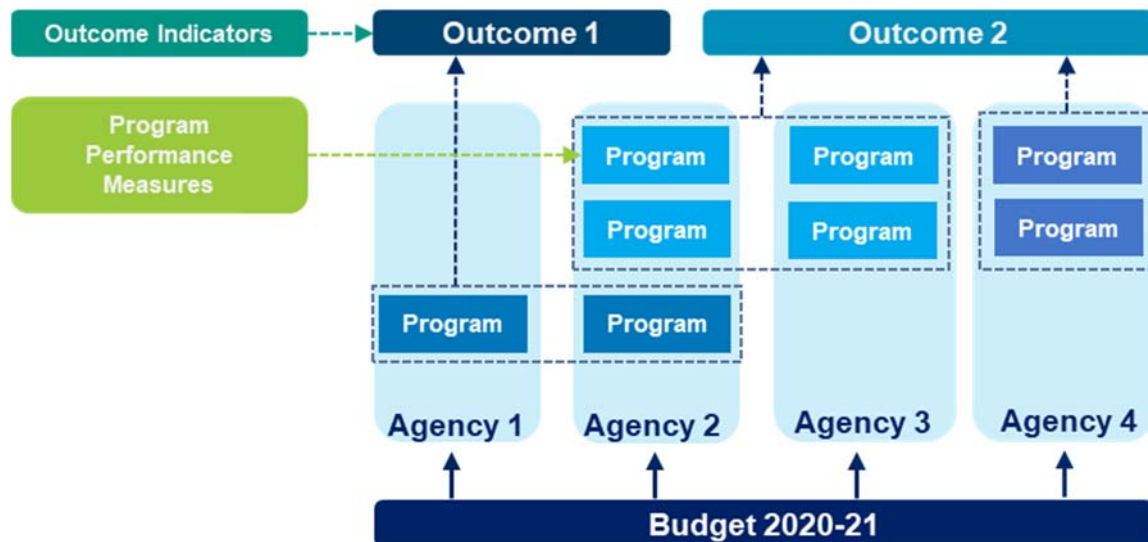 Outcome Indicators
Outcome 1
Outcome 2
Program
Performance
Measures
Program
Program
Program
Program
Program
Program
Program
Program
Agency 1
Agency 2
Agency 3
Agency 4
Budget 2020-21